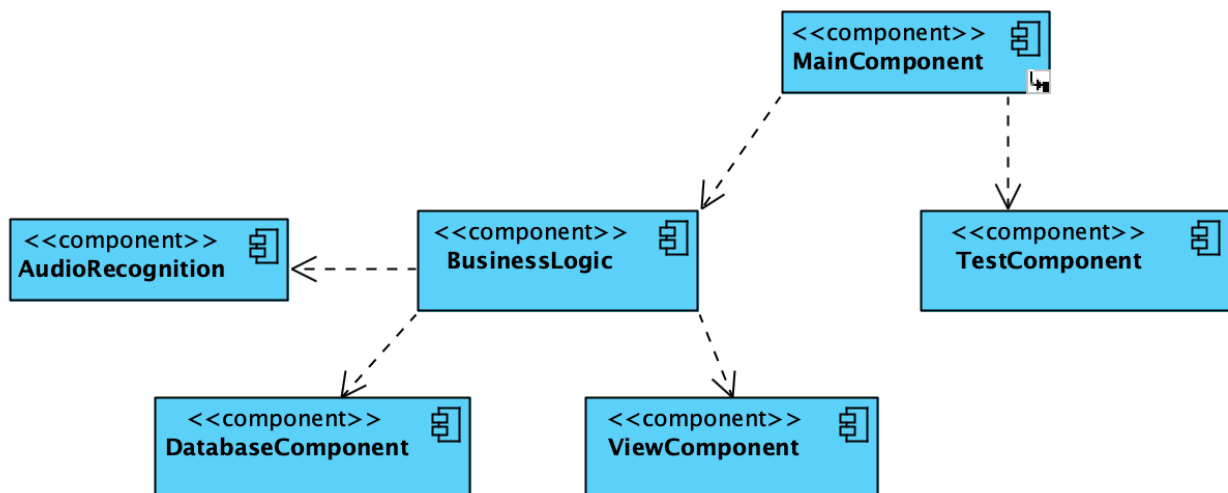 <<component>>
MainComponent
<<component>>
AudioRecognition
<<component>>
BusinessLogic
<<component>>
TestComponent
<<component>>
DatabaseComponent
<<component>>
ViewComponent